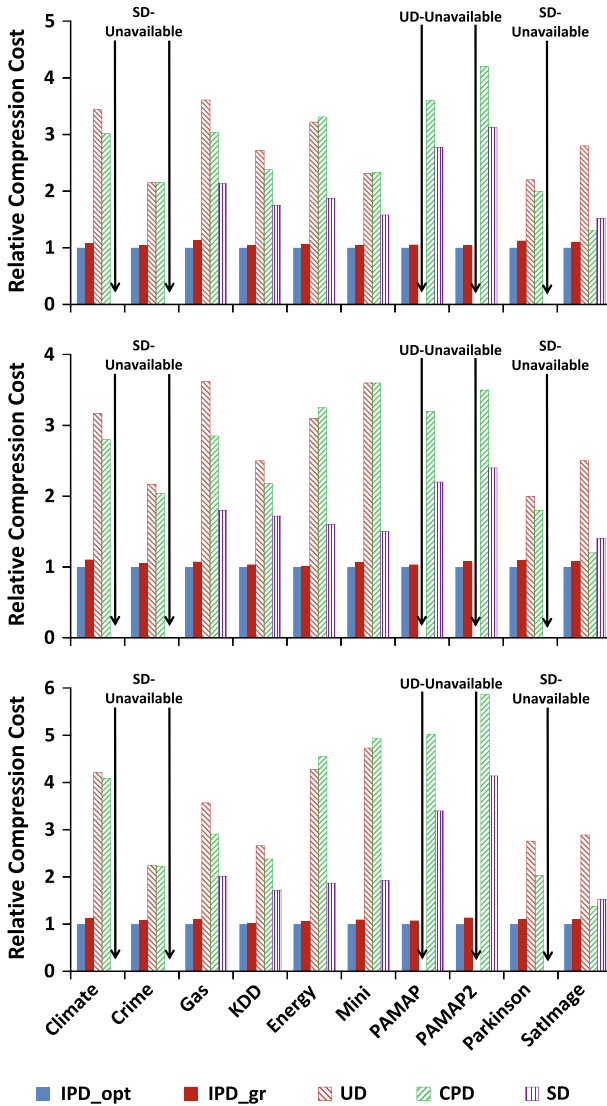 SD-
Unavailable
UD-Unavailable
SD-
Unavailable
Relative Compression Cost
5
4
3
2
1
0
SD-
Unavailable
UD-Unavailable
SD-
Unavailable
Relative Compression Cost
4
3
2
1
0
SD-
Unavailable
UD-Unavailable
SD-
Unavailable
Relative Compression Cost
6
5
4
3
2
1
0
Climate
Crime
Gas
KDD
Energy
Mini
PAMAP
PAMAP2
Parkinson
SatImage
IPD_opt IPD_gr UD CPD SD